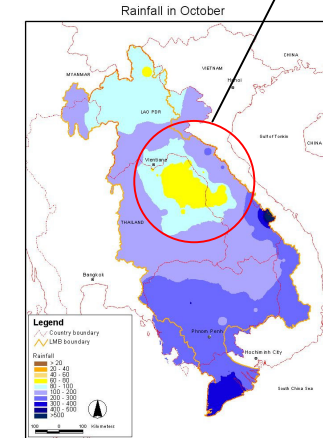 Rainfall in October
CHINA
MYANMAR
VIETNAM
Hanoi
LAO PDR
CHINA
Gulf of Tonkin
Vientiane
THAILAND
Bangkok
Phnom Penh
Hochiminh City
South China Sea
Legend
Country boundary
LMB boundary
Rainfall
> 20
20 - 40
40 - 60
60 - 80
80 - 100
100 - 200
200 - 300
300 - 400
400 - 500
>500
100 0 100 Kilometers